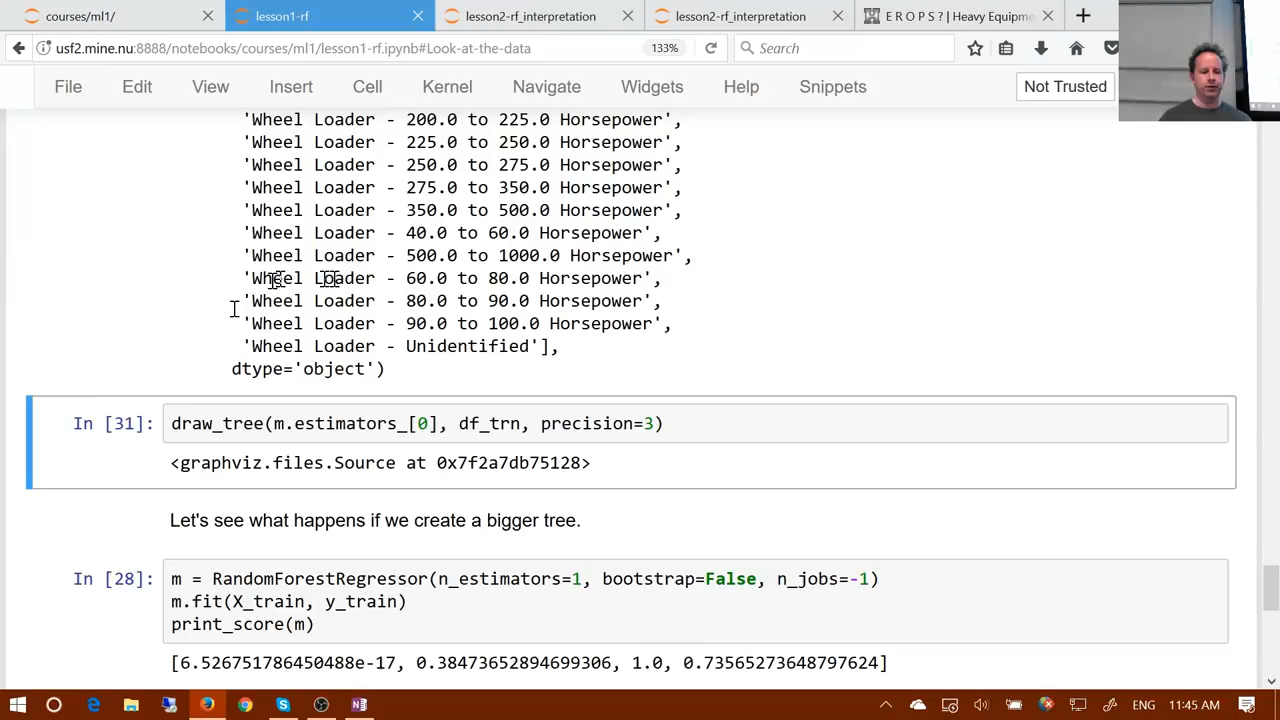 courses/ml1/
lesson1-rf
lesson2-rf_interpretation
lesson2-rf_interpretation
E R O P S ? | Heavy Equipm
usf2.mine.nu:8888/notebooks/courses/ml1/lesson1-rf.ipynb#Look-at-the-data
133%
Search
File Edit View Insert Cell Kernel Navigate Widgets Help Snippets
Not Trusted
'Wheel Loader - 200.0 to 225.0 Horsepower',
'Wheel Loader - 225.0 to 250.0 Horsepower',
'Wheel Loader - 250.0 to 275.0 Horsepower',
'Wheel Loader - 275.0 to 350.0 Horsepower',
'Wheel Loader - 350.0 to 500.0 Horsepower',
'Wheel Loader - 40.0 to 60.0 Horsepower',
'Wheel Loader - 500.0 to 1000.0 Horsepower',
'Wheel Loader - 60.0 to 80.0 Horsepower',
'Wheel Loader - 80.0 to 90.0 Horsepower',
'Wheel Loader - 90.0 to 100.0 Horsepower',
'Wheel Loader - Unidentified'],
dtype='object')
In [31]: draw_tree(m.estimators_[0], df_trn, precision=3)
<graphviz.files.Source at 0x7f2a7db75128>
Let's see what happens if we create a bigger tree.
In [28]: m = RandomForestRegressor(n_estimators=1, bootstrap=False, n_jobs=-1)
m.fit(X_train, y_train)
print_score(m)
[6.526751786450488e-17, 0.38473652894699306, 1.0, 0.73565273648797624]
ENG 11:45 AM